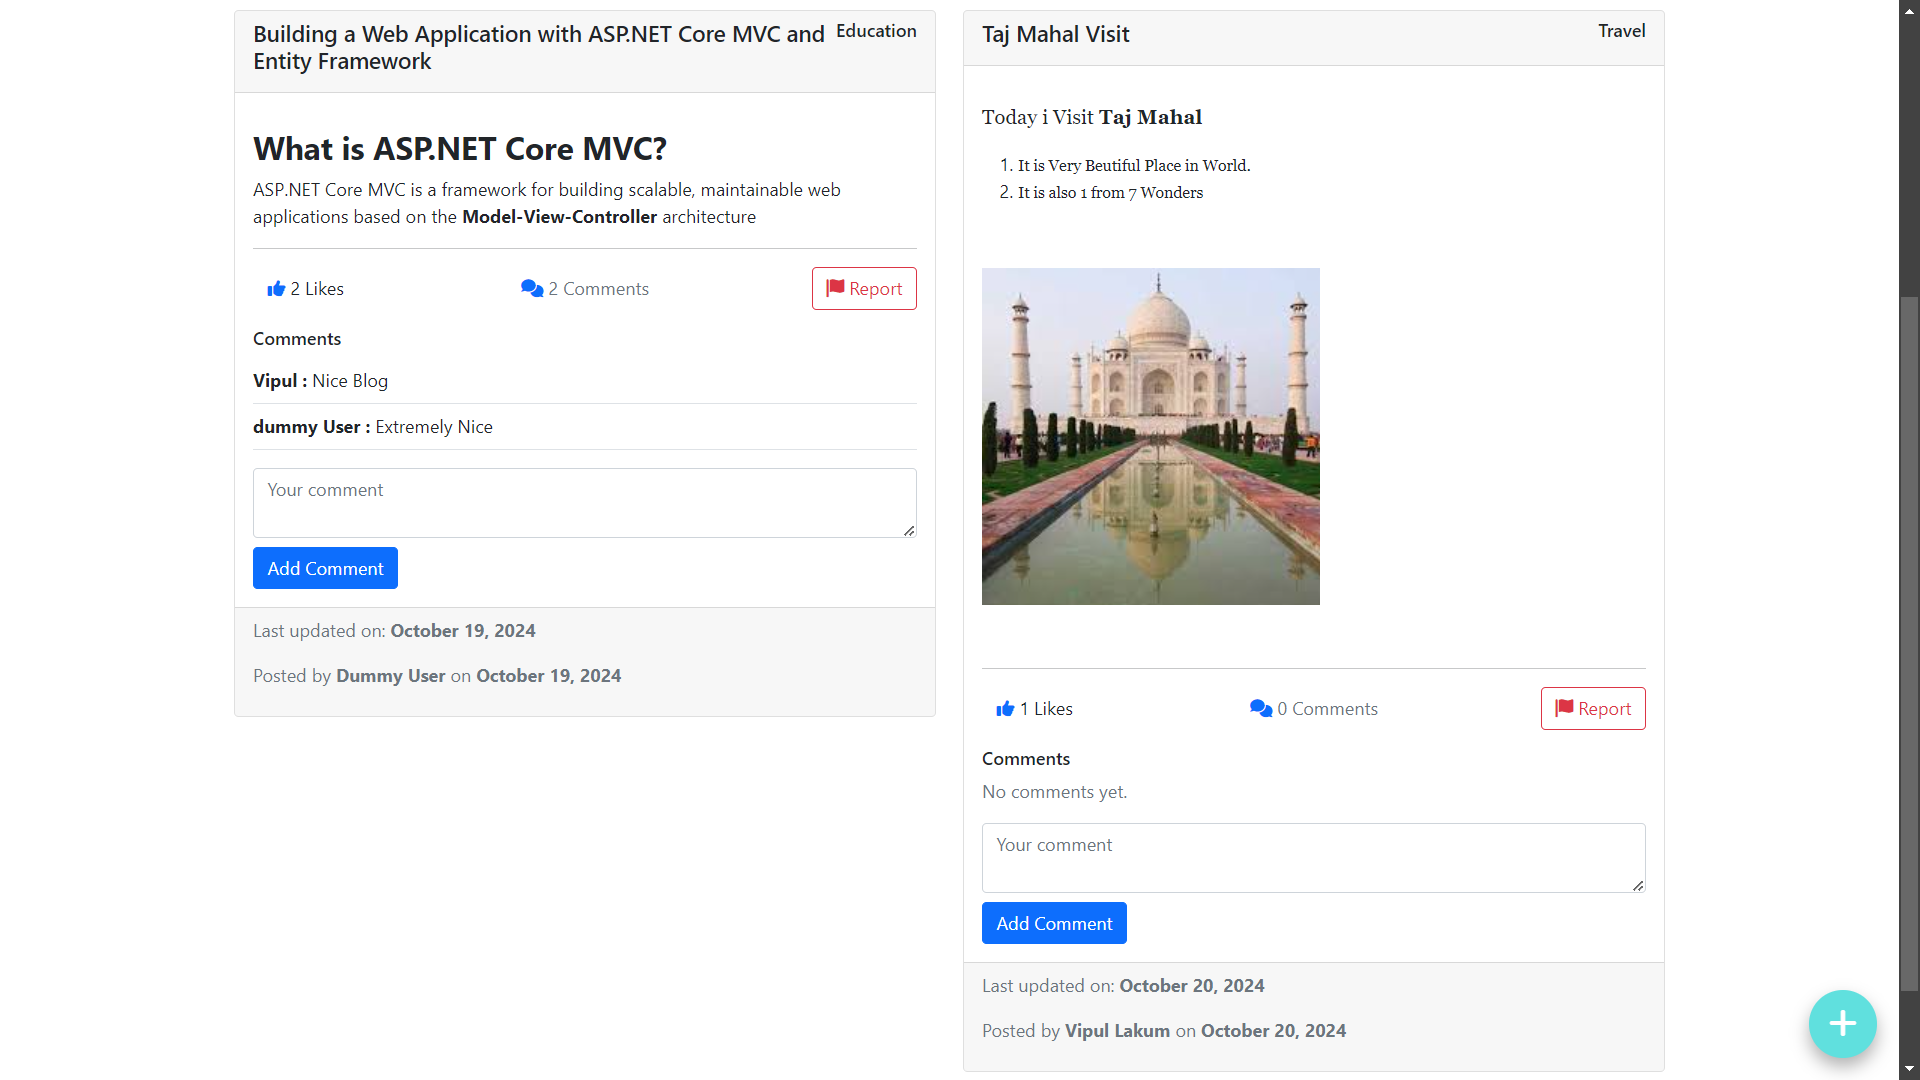 Building a Web Application with ASP.NET Core MVC and
Entity Framework
Education
What is ASP.NET Core MVC?
ASP.NET Core MVC is a framework for building scalable, maintainable web
applications based on the Model-View-Controller architecture
2 Likes
2 Comments
Report
Comments
Vipul : Nice Blog
dummy User : Extremely Nice
Your comment
Add Comment
Last updated on: October 19, 2024
Posted by Dummy User on October 19, 2024
Taj Mahal Visit
Travel
Today i Visit Taj Mahal
1. It is Very Beutiful Place in World.
2. It is also 1 from 7 Wonders
1 Likes
0 Comments
Report
Comments
No comments yet.
Your comment
Add Comment
Last updated on: October 20, 2024
Posted by Vipul Lakum on October 20, 2024